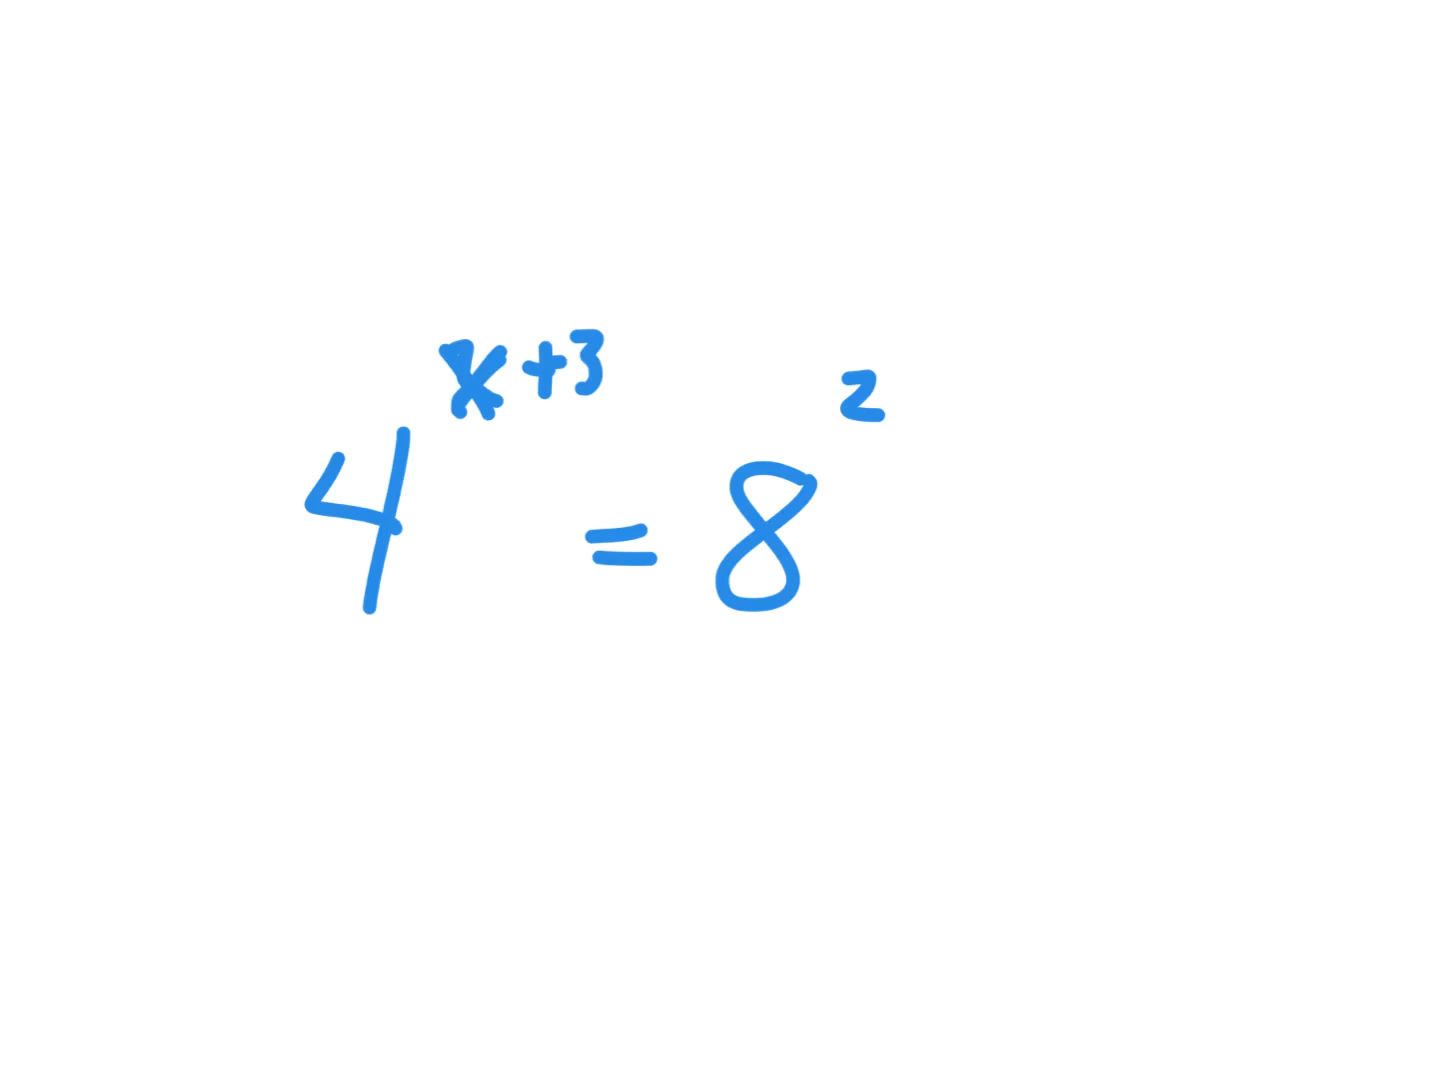 4^{x+3} = 8^2